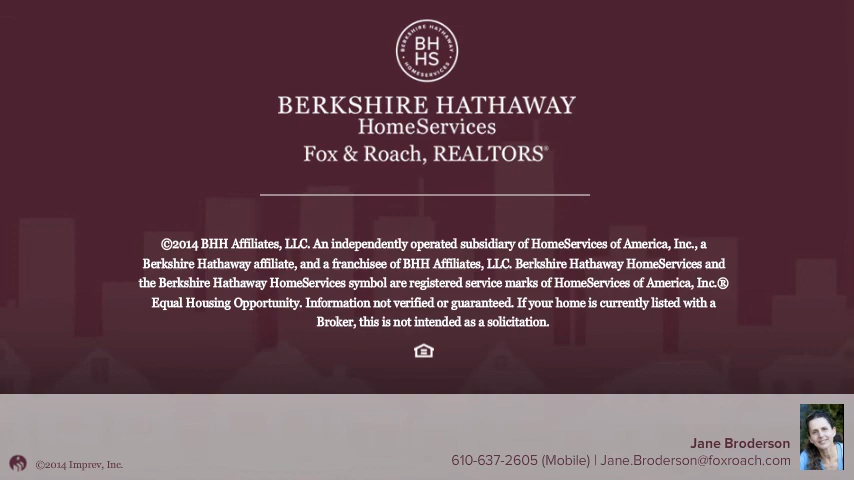 BERKSHIRE HATHAWAY
HOMESERVICES
BH
HS
BERKSHIRE HATHAWAY
HomeServices
Fox & Roach, REALTORS®
©2014 BHH Affiliates, LLC. An independently operated subsidiary of HomeServices of America, Inc., a
Berkshire Hathaway affiliate, and a franchisee of BHH Affiliates, LLC. Berkshire Hathaway HomeServices and
the Berkshire Hathaway HomeServices symbol are registered service marks of HomeServices of America, Inc.®
Equal Housing Opportunity. Information not verified or guaranteed. If your home is currently listed with a
Broker, this is not intended as a solicitation.
Jane Broderson
610-637-2605 (Mobile) | Jane.Broderson@foxroach.com
©2014 Imprev, Inc.